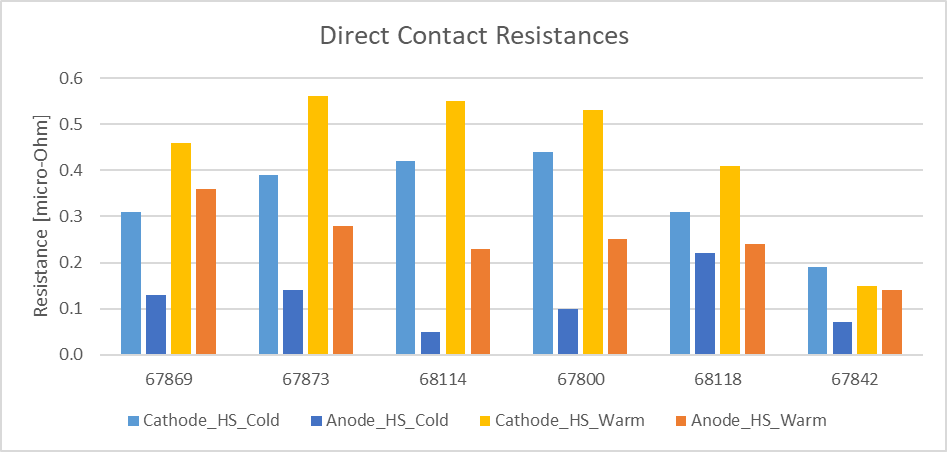 Direct Contact Resistances
Resistance [micro-Ohm]
0.6
0.5
0.4
0.3
0.2
0.1
0.0
67869 67873 68114 67800 68118 67842
Cathode_HS_Cold Anode_HS_Cold Cathode_HS_Warm Anode_HS_Warm